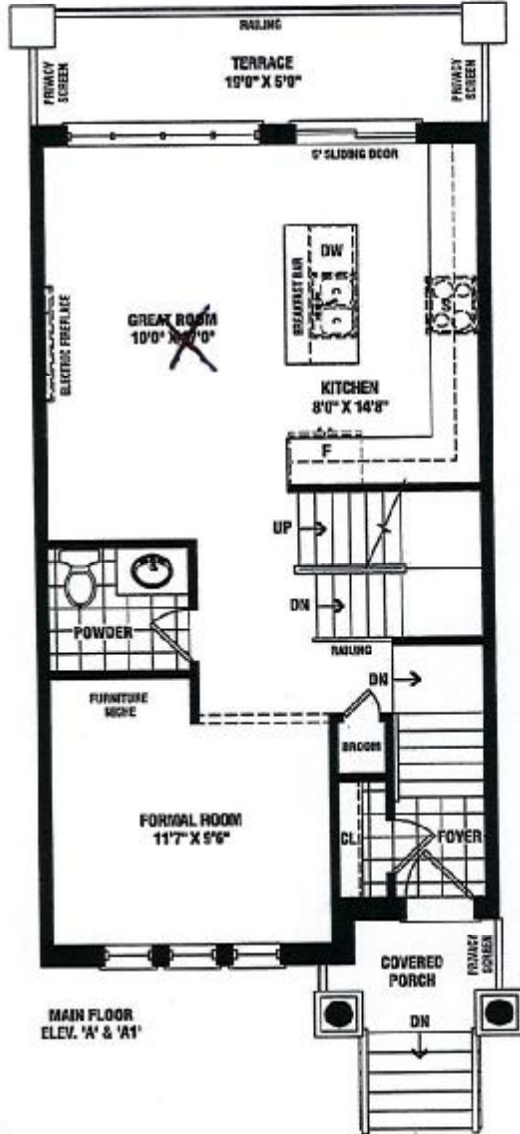 RAILING
TERRACE
19'0" X 5'0"
PRIVACY
SCREEN
PRIVACY
SCREEN
5' SLIDING DOOR
DW
BREAKFAST BAR
ELECTRIC FIREPLACE
GREAT ROOM
KITCHEN
8'0" X 14'8"
F
UP
DN
POWDER
RAILING
DN
FURNITURE
NICHE
BROOM
FORMAL ROOM
11'7" X 9'6"
CL.
FOYER
COVERED
PORCH
PRIVACY
SCREEN
DN
MAIN FLOOR
ELEV. 'A' & 'A1'